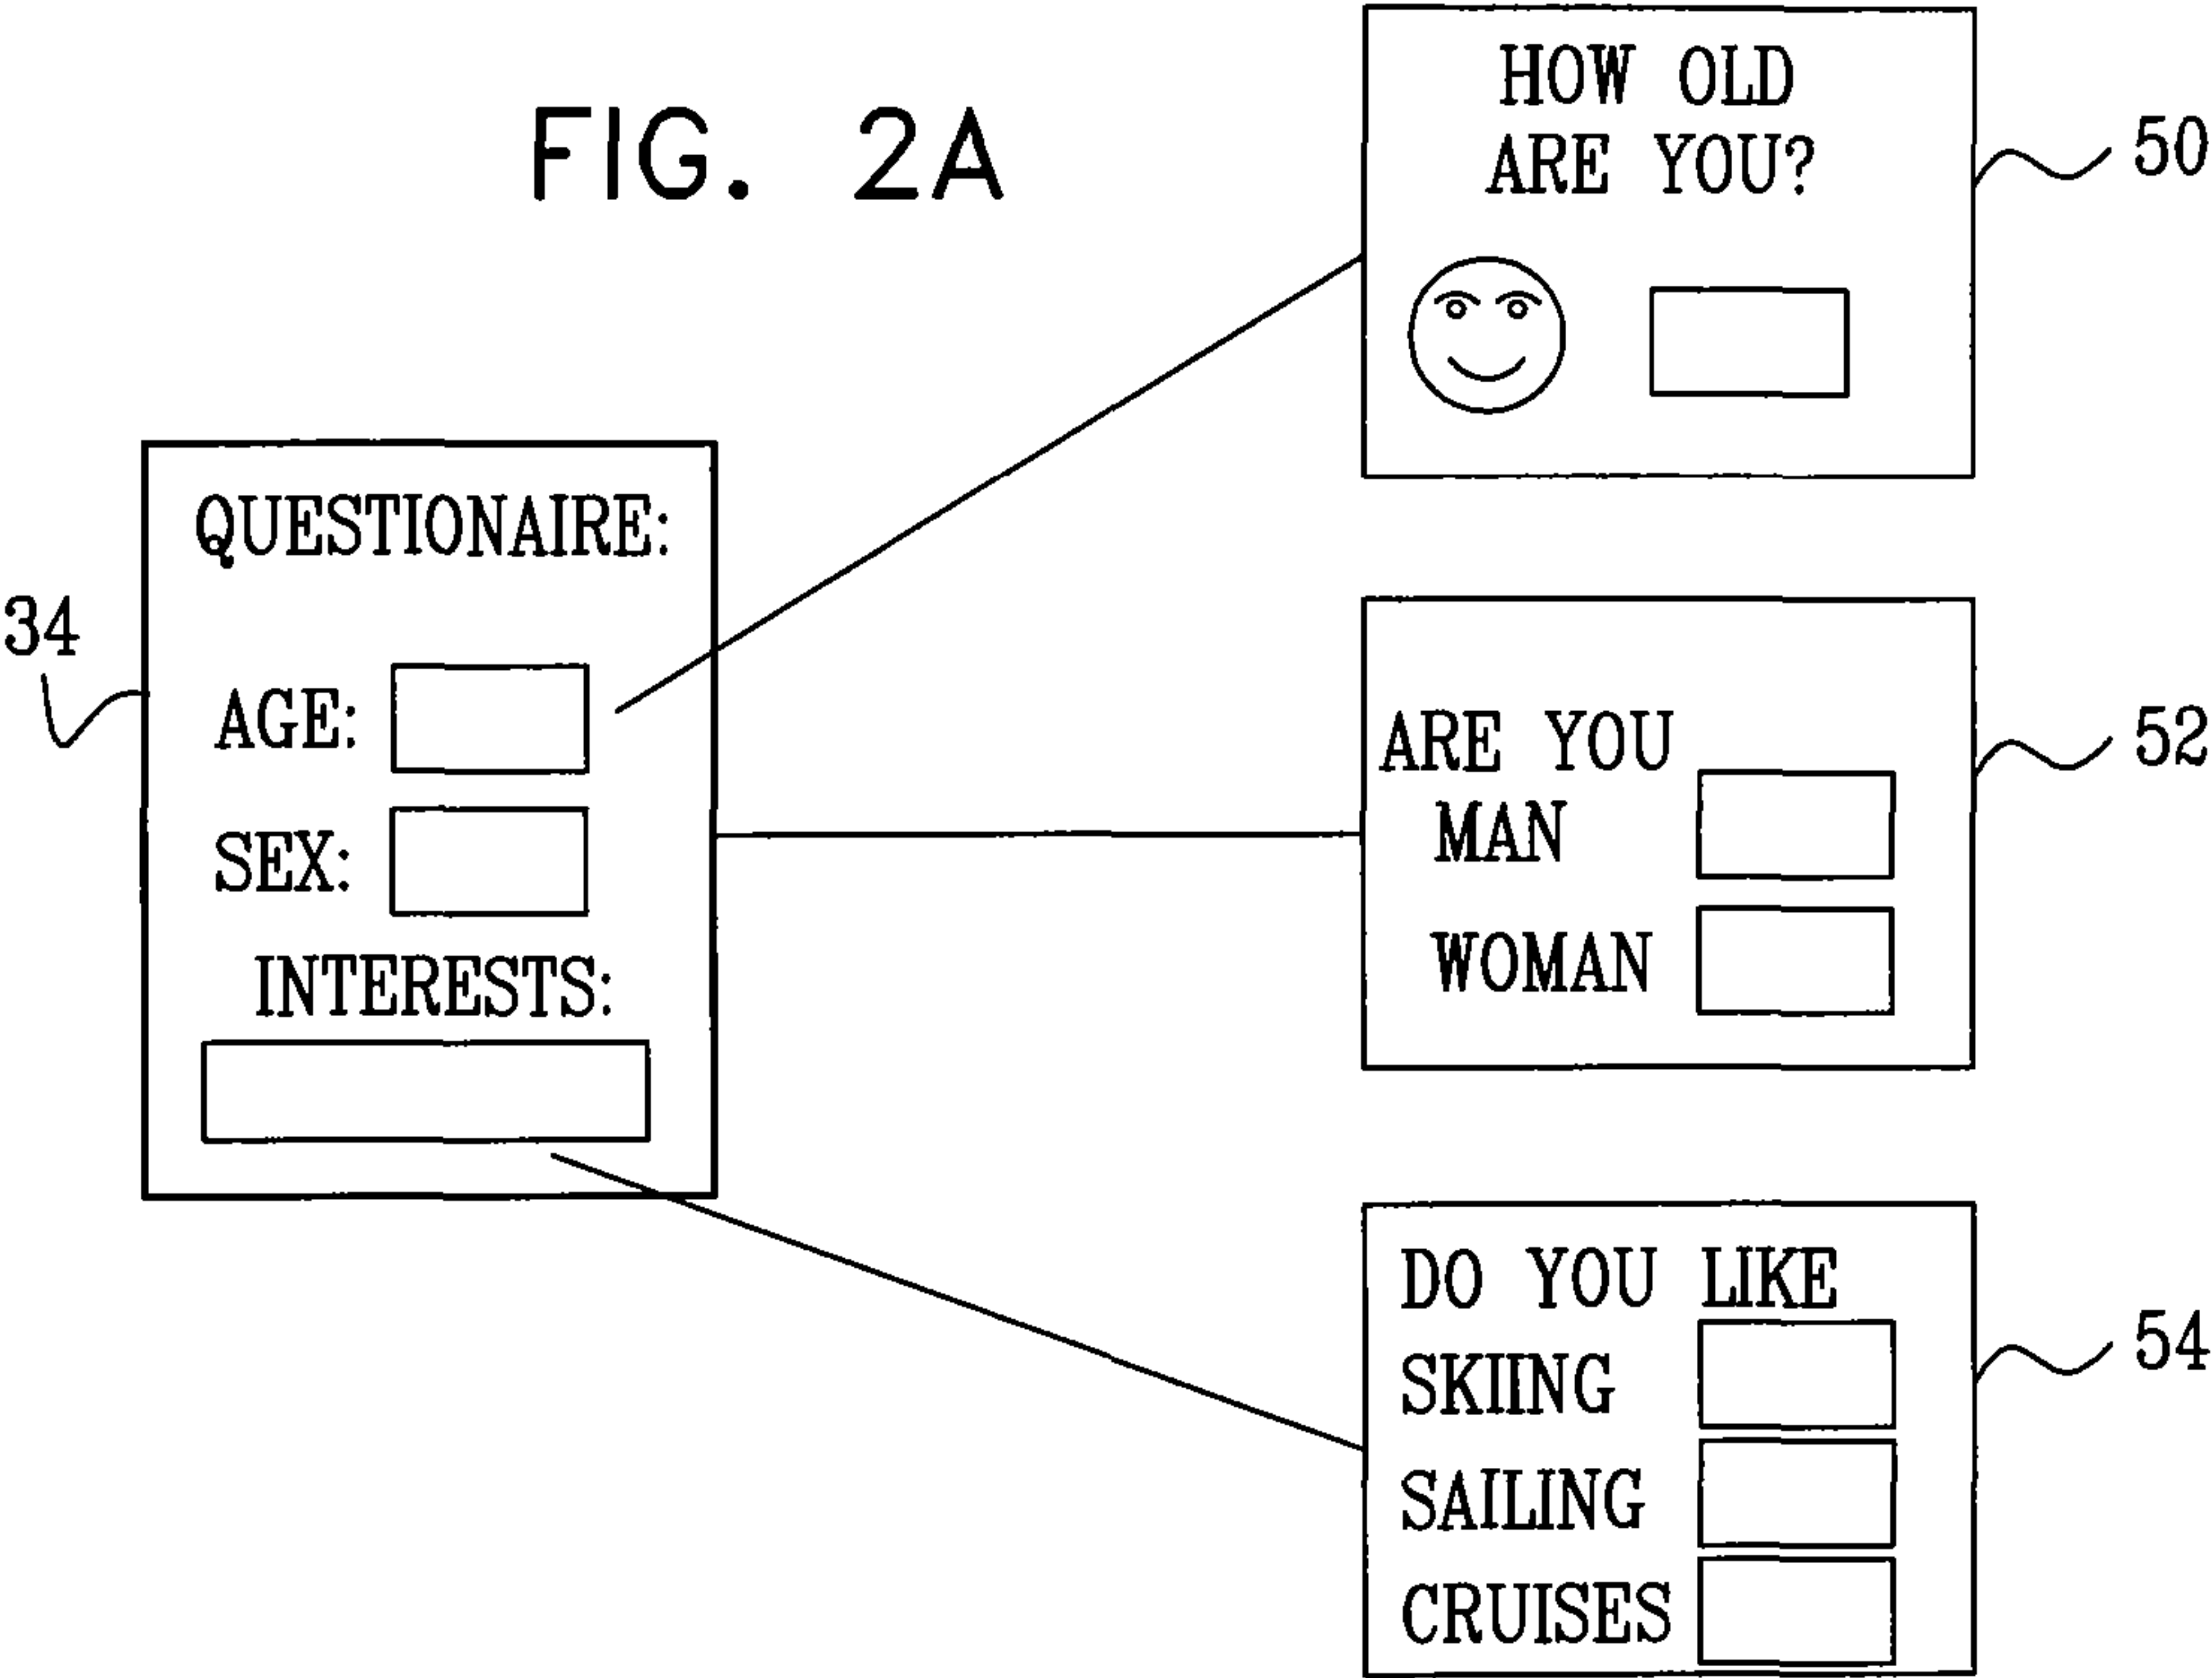 FIG. 2A
34
QUESTIONAIRE:
AGE:
SEX:
INTERESTS:
HOW OLD
ARE YOU?
50
ARE YOU
MAN
WOMAN
52
DO YOU LIKE
SKIING
SAILING
CRUISES
54